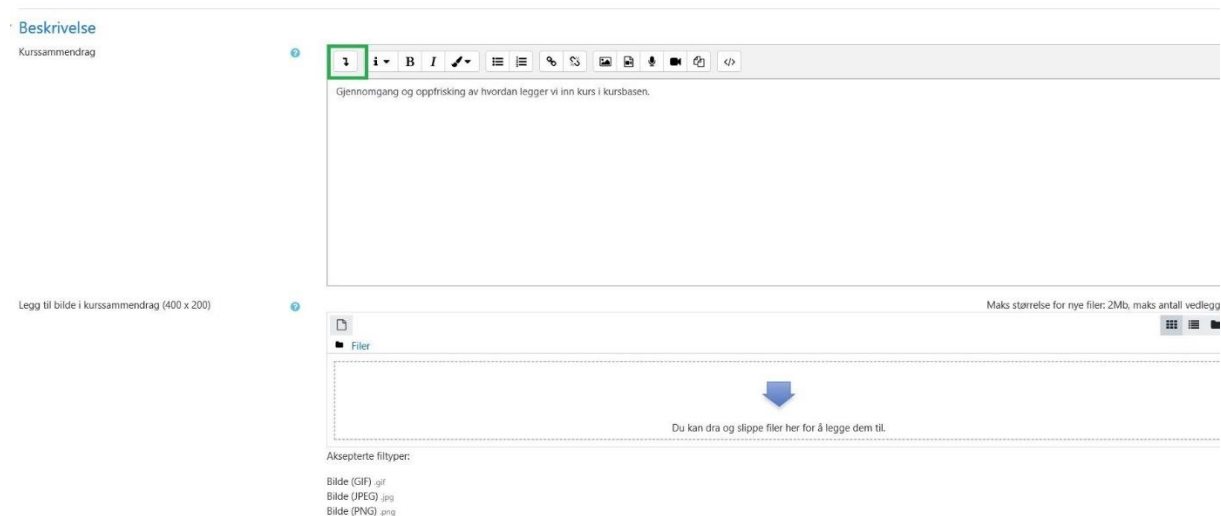 Beskrivelse
Kurssammendrag
i B I
Gjennomgang og oppfrisking av hvordan legger vi inn kurs i kursbasen.
Legg til bilde i kurssammendrag (400 x 200)
Maks størrelse for nye filer: 2Mb, maks antall vedlegg
Filer
Du kan dra og slippe filer her for å legge dem til.
Aksepterte filtyper:
Bilde (GIF) .gif
Bilde (JPEG) .jpg
Bilde (PNG) .png